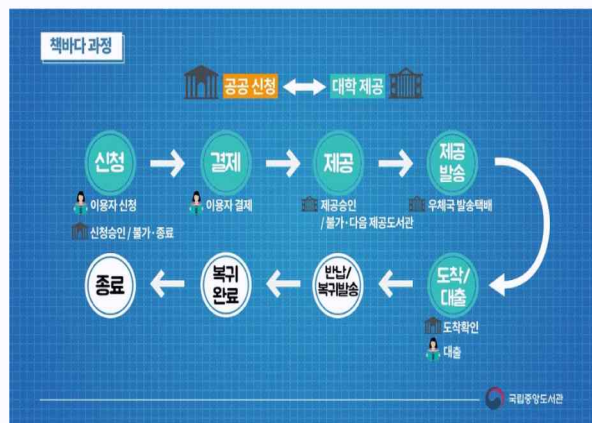 책바다 과정
공공 신청 대학 제공
신청
결제
제공
제공
발송
이용자 신청
신청승인 / 불가·종료
이용자 결제
제공승인
/ 불가·다음 제공도서관
우체국 발송택배
종료
복귀
완료
반납/
복귀발송
도착/
대출
도착확인
대출
국립중앙도서관